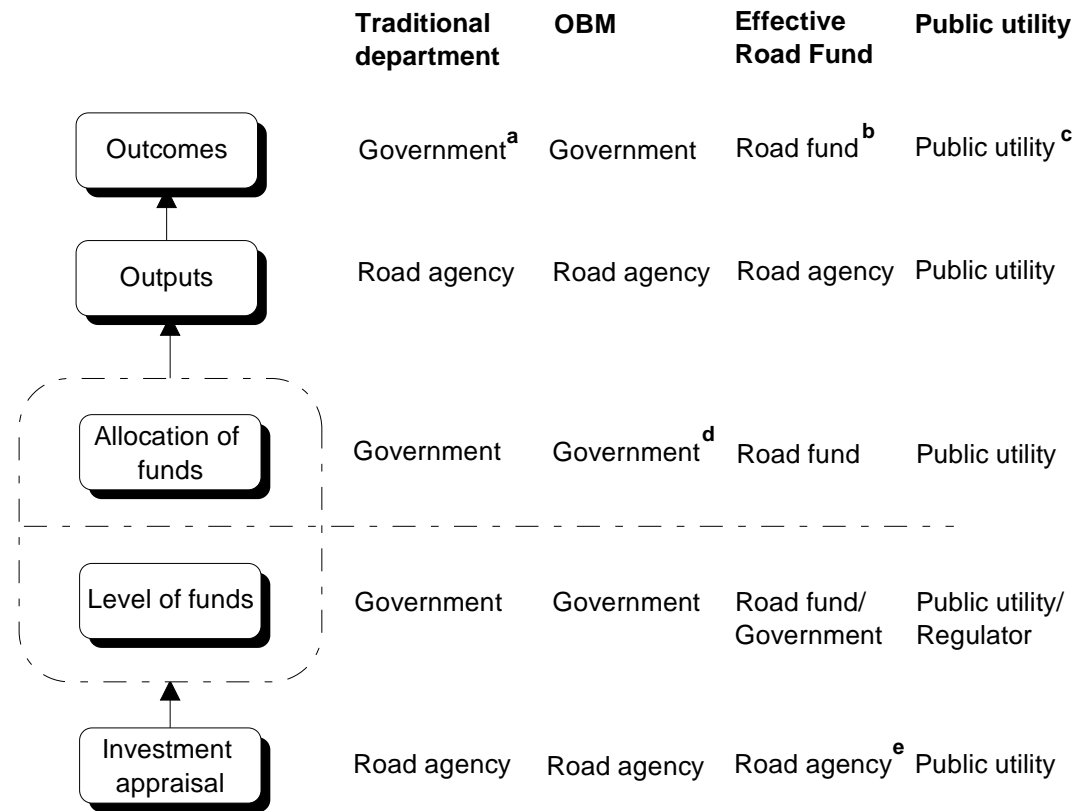 Traditional department OBM Effective Road Fund Public utility
Outcomes Government a Government Road fund b Public utility c
Outputs Road agency Road agency Road agency Public utility
Allocation of funds Government Government d Road fund Public utility
Level of funds Government Government Road fund/ Government Public utility/ Regulator
Investment appraisal Road agency Road agency Road agency e Public utility